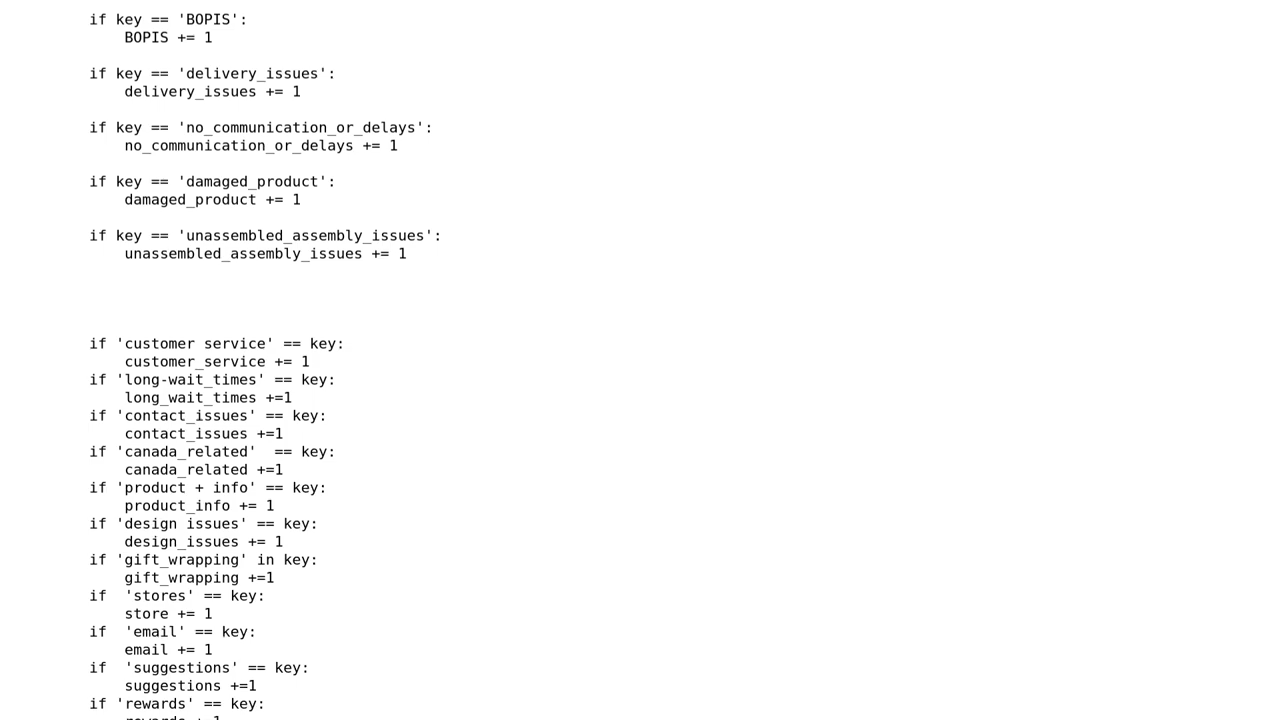 if key == 'BOPIS':
    BOPIS += 1

if key == 'delivery_issues':
    delivery_issues += 1

if key == 'no_communication_or_delays':
    no_communication_or_delays += 1

if key == 'damaged_product':
    damaged_product += 1

if key == 'unassembled_assembly_issues':
    unassembled_assembly_issues += 1

if 'customer service' == key:
    customer_service += 1
if 'long-wait_times' == key:
    long_wait_times +=1
if 'contact_issues' == key:
    contact_issues +=1
if 'canada_related'  == key:
    canada_related +=1
if 'product + info' == key:
    product_info += 1
if 'design issues' == key:
    design_issues += 1
if 'gift_wrapping' in key:
    gift_wrapping +=1
if  'stores' == key:
    store += 1
if  'email' == key:
    email += 1
if  'suggestions' == key:
    suggestions +=1
if 'rewards' == key: